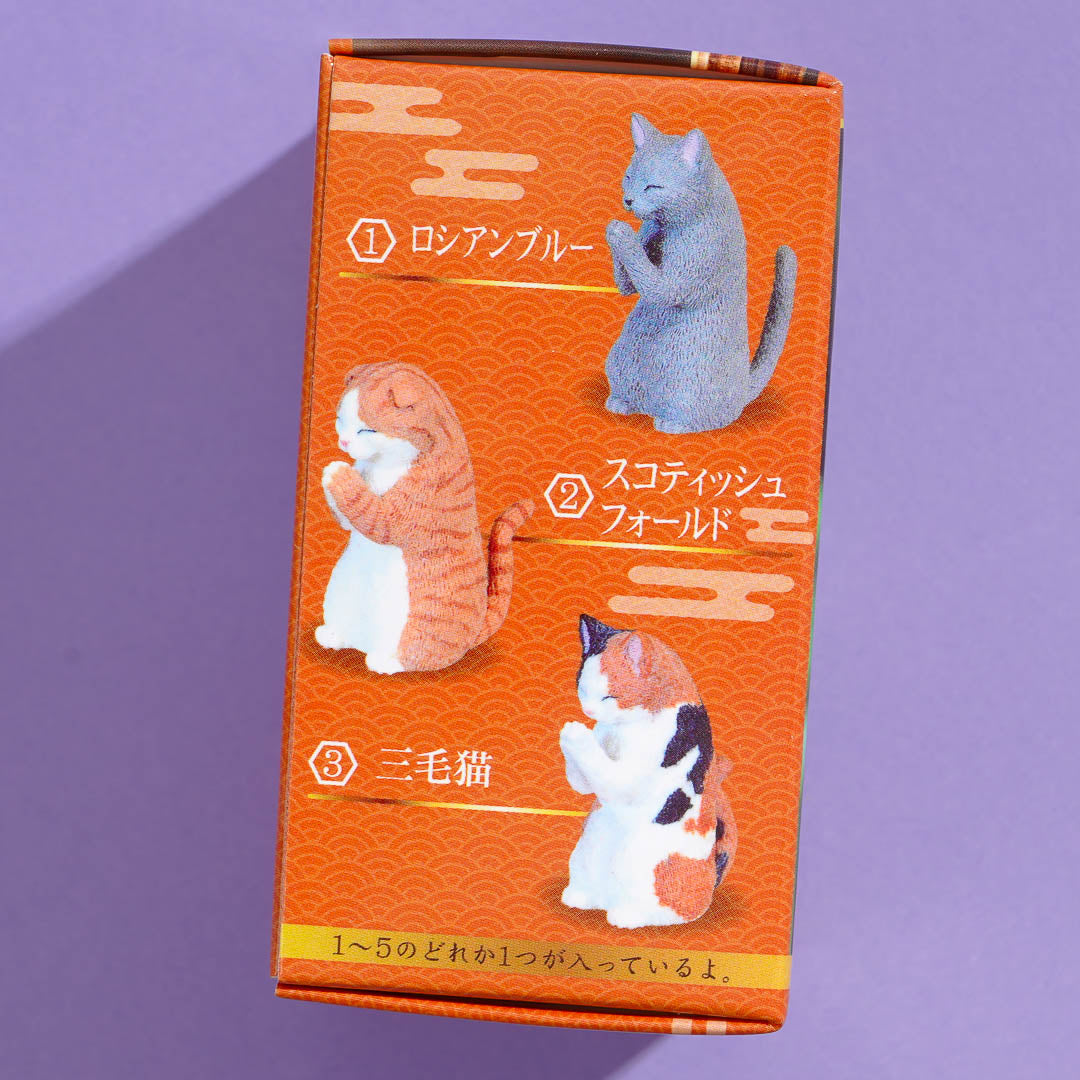 1 ロシアンブルー
2 スコティッシュ
フォールド
3 三毛猫
1～5のどれか1つが入っているよ。